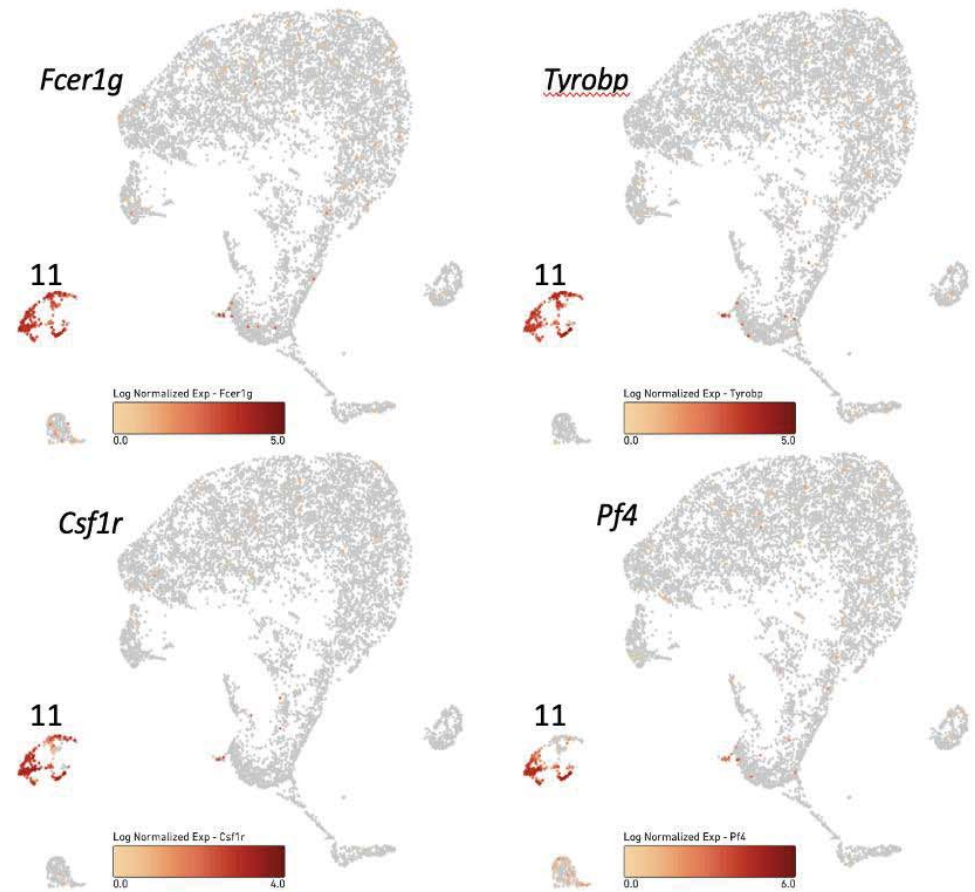 Fcer1g
Tyrobp
11
11
Log Normalized Exp - Fcer1g
0.0 5.0
Log Normalized Exp - Tyrobp
0.0 5.0
Csf1r
Pf4
11
11
Log Normalized Exp - Csf1r
0.0 4.0
Log Normalized Exp - Pf4
0.0 6.0